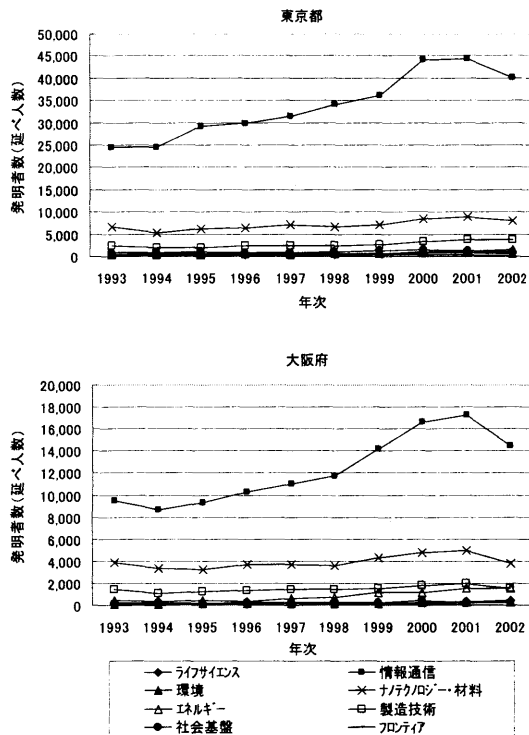 東京都
発明者数(延べ人数)
50,000
45,000
40,000
35,000
30,000
25,000
20,000
15,000
10,000
5,000
0
1993 1994 1995 1996 1997 1998 1999 2000 2001 2002
年次
大阪府
発明者数(延べ人数)
20,000
18,000
16,000
14,000
12,000
10,000
8,000
6,000
4,000
2,000
0
1993 1994 1995 1996 1997 1998 1999 2000 2001 2002
年次
ライフサイエンス 情報通信
環境 ナノテクノロジー・材料
エネルギー 製造技術
社会基盤 フロンティア